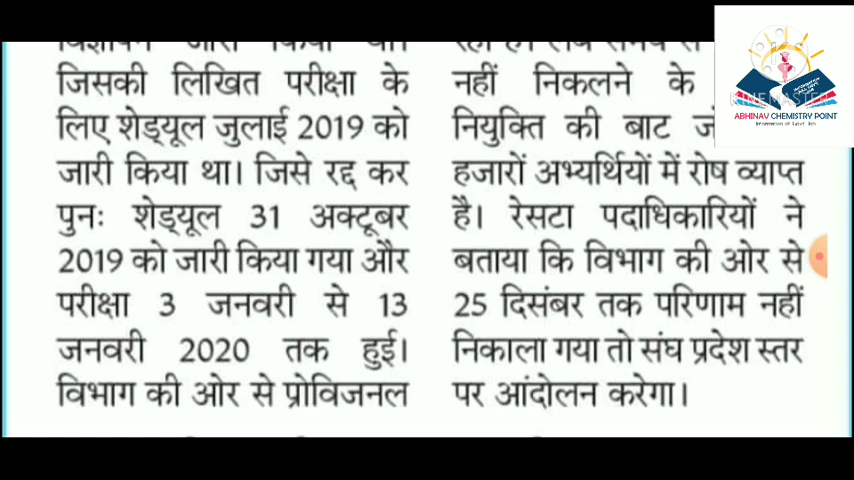 विज्ञापन जारी किया था।
जिसकी लिखित परीक्षा के
लिए शेड्यूल जुलाई 2019 को
जारी किया था। जिसे रद्द कर
पुनः शेड्यूल 31 अक्टूबर
2019 को जारी किया गया और
परीक्षा 3 जनवरी से 13
जनवरी 2020 तक हुई।
विभाग की ओर से प्रोविजनल
नहीं निकलने के
नियुक्ति की बाट
हजारों अभ्यर्थियों में रोष व्याप्त
है। रेसटा पदाधिकारियों ने
बताया कि विभाग की ओर से
25 दिसंबर तक परिणाम नहीं
निकाला गया तो संघ प्रदेश स्तर
पर आंदोलन करेगा।
ABHINAV CHEMISTRY POINT